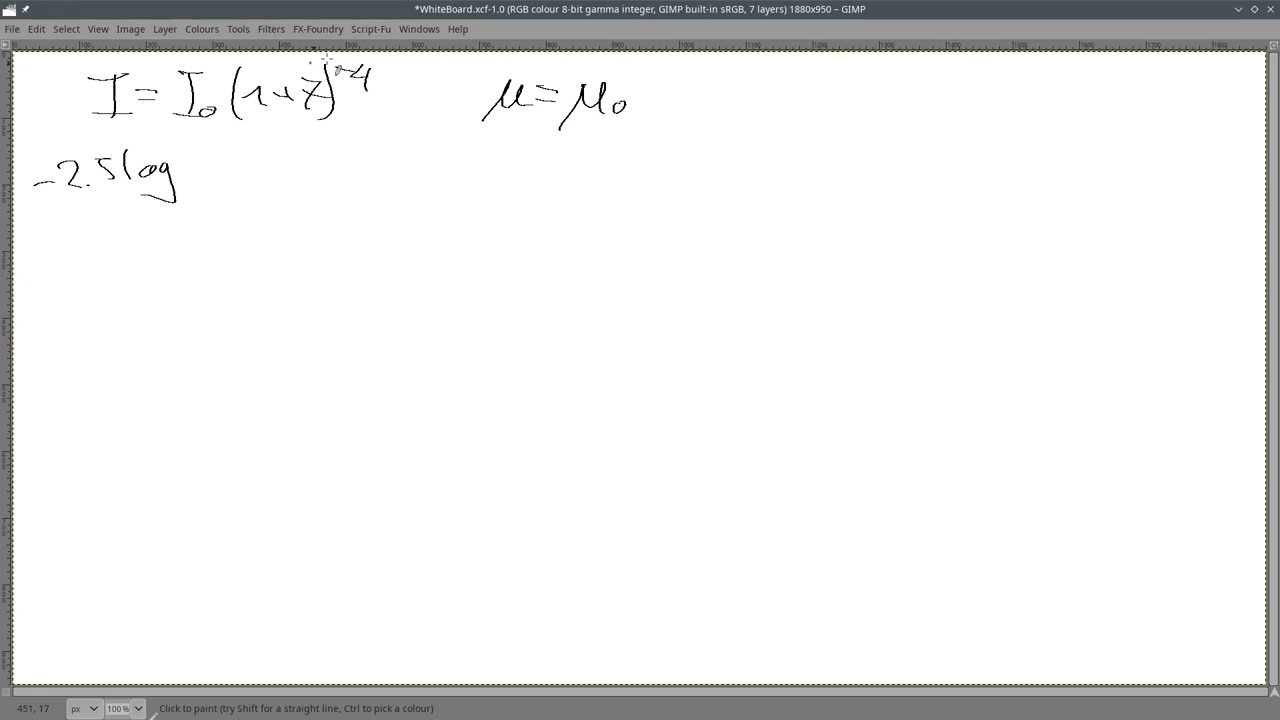 *WhiteBoard.xcf-1.0 (RGB colour 8-bit gamma integer, GIMP built-in sRGB, 7 layers) 1880x950 – GIMP
File Edit Select View Image Layer Colours Tools Filters FX-Foundry Script-Fu Windows Help
I = I₀ (1+z)⁻⁴ μ = μ₀
-2.5 log
451, 17 px 100% Click to paint (try Shift for a straight line, Ctrl to pick a colour)